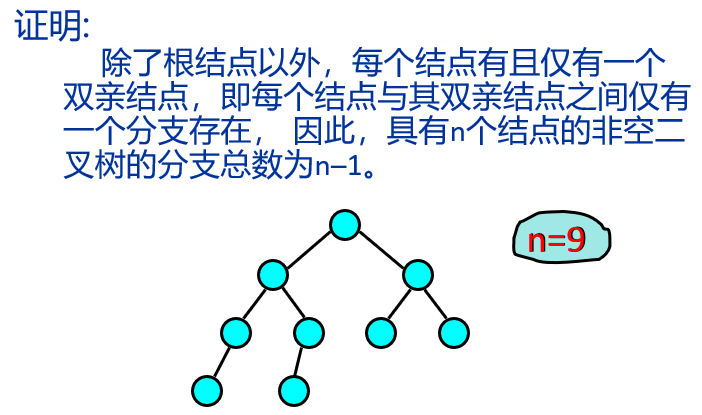 证明:
除了根结点以外，每个结点有且仅有一个
双亲结点，即每个结点与其双亲结点之间仅有
一个分支存在， 因此，具有n个结点的非空二
叉树的分支总数为n–1。
n=9